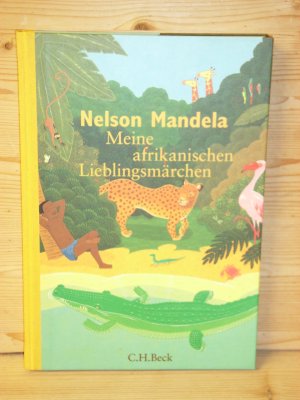 Nelson Mandela
Meine
afrikanischen
Lieblingsmärchen
C.H.Beck